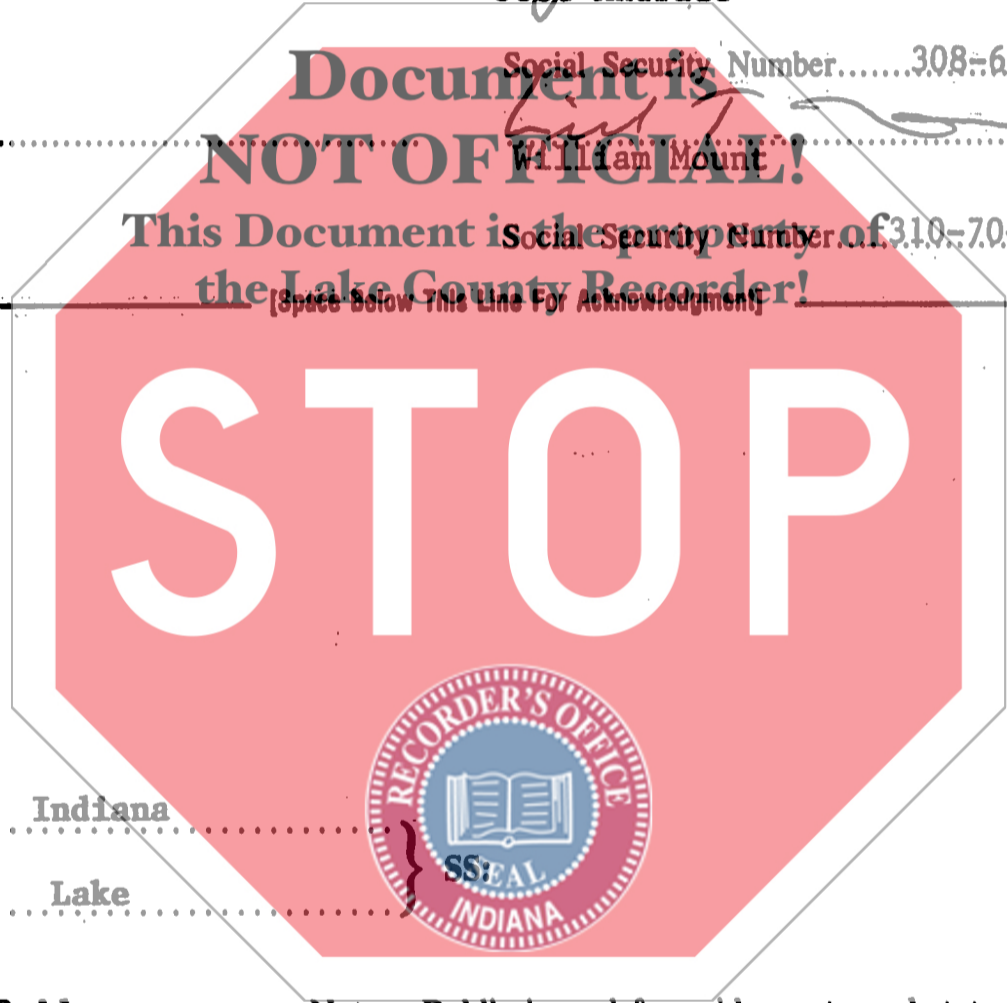 Document is
Social Security Number.......308-6
NOT OFFICIAL!
William Mount
This Document is the property of
Social Security Number....310-70-
the Lake County Recorder!
[Space Below This Line For Acknowledgment]
STOP
RECORDER'S OFFICE
Indiana
SS:
SEAL
Lake
INDIANA